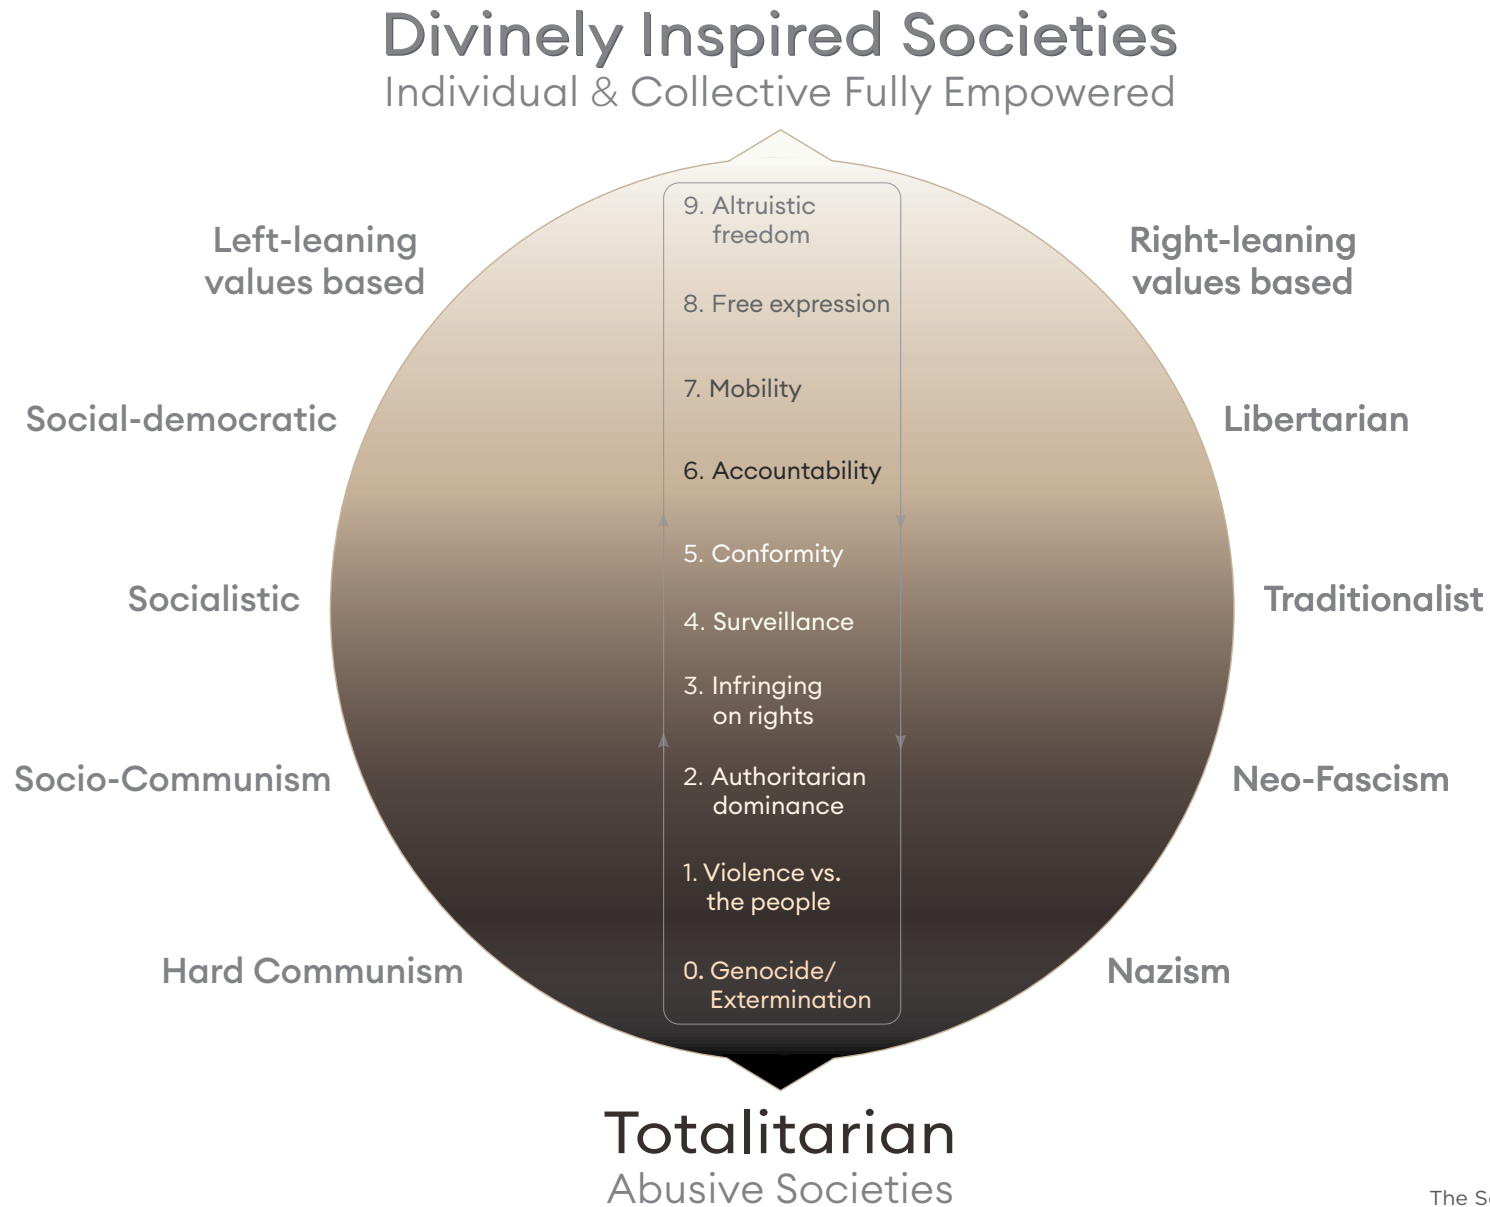 Divinely Inspired Societies
Individual & Collective Fully Empowered
Left-leaning
values based
Right-leaning
values based
Social-democratic
Libertarian
Socialistic
Traditionalist
Socio-Communism
Neo-Fascism
Hard Communism
Nazism
9. Altruistic
freedom
8. Free expression
7. Mobility
6. Accountability
5. Conformity
4. Surveillance
3. Infringing
on rights
2. Authoritarian
dominance
1. Violence vs.
the people
0. Genocide/
Extermination
Totalitarian
Abusive Societies
The